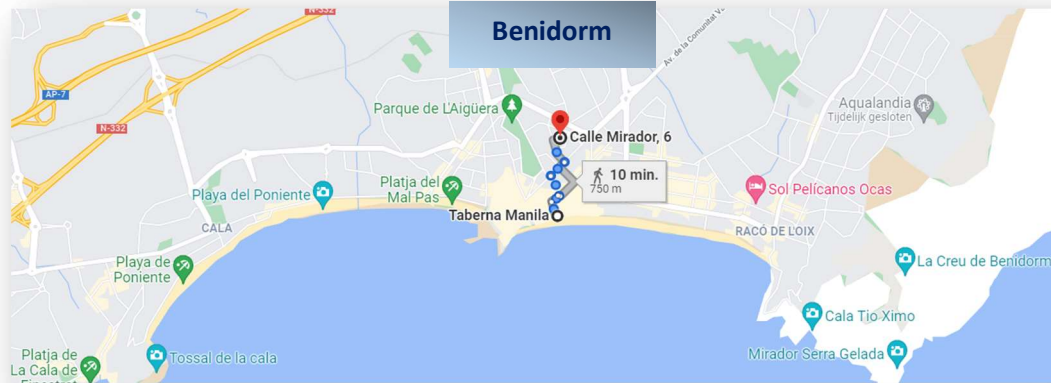 N-332
Benidorm
Av. de la Comunitat V
AP-7
N-332
Parque de L'Aigüera
Aqualandia
Tijdelijk gesloten
Calle Mirador, 6
10 min.
750 m
Playa del Poniente
Platja del
Mal Pas
Sol Pelícanos Ocas
Taberna Manila
CALA
RACÓ DE L'OIX
Playa de
Poniente
La Creu de Benidorm
Cala Tio Ximo
Platja de
La Cala de
Finestrat
Tossal de la cala
Mirador Serra Gelada